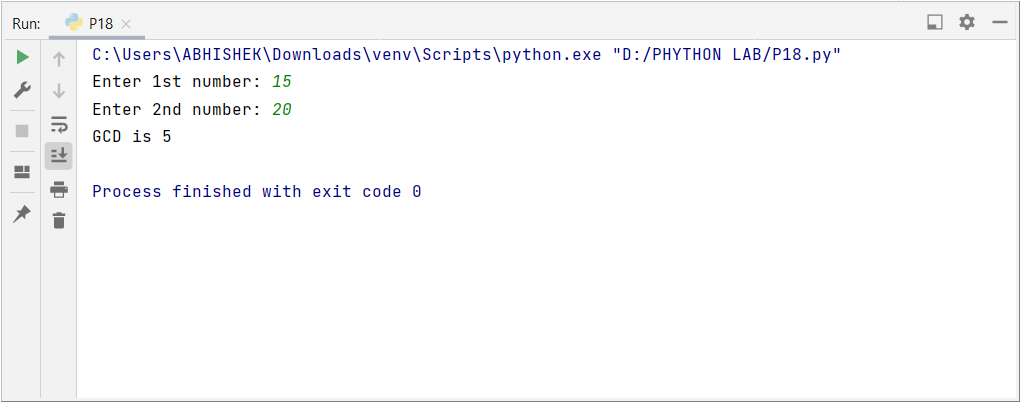 Run: P18
C:\Users\ABHISHEK\Downloads\venv\Scripts\python.exe "D:/PHYTHON LAB/P18.py"
Enter 1st number: 15
Enter 2nd number: 20
GCD is 5
Process finished with exit code 0